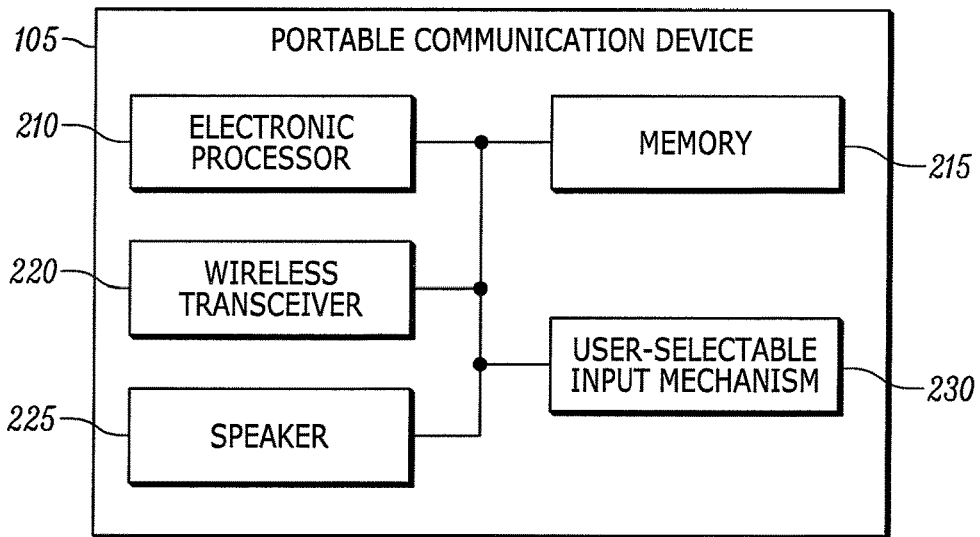 105
PORTABLE COMMUNICATION DEVICE
210
ELECTRONIC
PROCESSOR
MEMORY
215
220
WIRELESS
TRANSCEIVER
USER-SELECTABLE
INPUT MECHANISM
230
225
SPEAKER